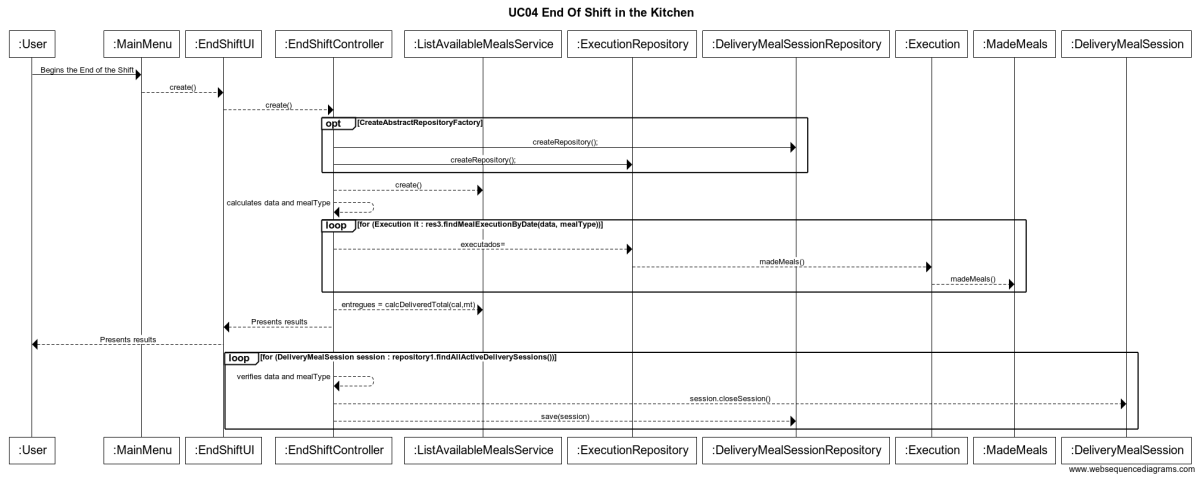 UC04 End Of Shift in the Kitchen
:User :MainMenu :EndShiftUI :EndShiftController :ListAvailableMealsService :ExecutionRepository :DeliveryMealSessionRepository :Execution :MadeMeals :DeliveryMealSession
Begins the End of the Shift
create()
create()
opt [CreateAbstractRepositoryFactory]
createRepository();
createRepository();
create()
calculates data and mealType
loop [for (Execution it : res3.findMealExecutionByDate(data, mealType))]
executados=
madeMeals()
madeMeals()
entregues = calcDeliveredTotal(cal,mt)
Presents results
Presents results
loop [for (DeliveryMealSession session : repository1.findAllActiveDeliverySessions())]
verifies data and mealType
session.closeSession()
save(session)
:User :MainMenu :EndShiftUI :EndShiftController :ListAvailableMealsService :ExecutionRepository :DeliveryMealSessionRepository :Execution :MadeMeals :DeliveryMealSession
www.websequencediagrams.com